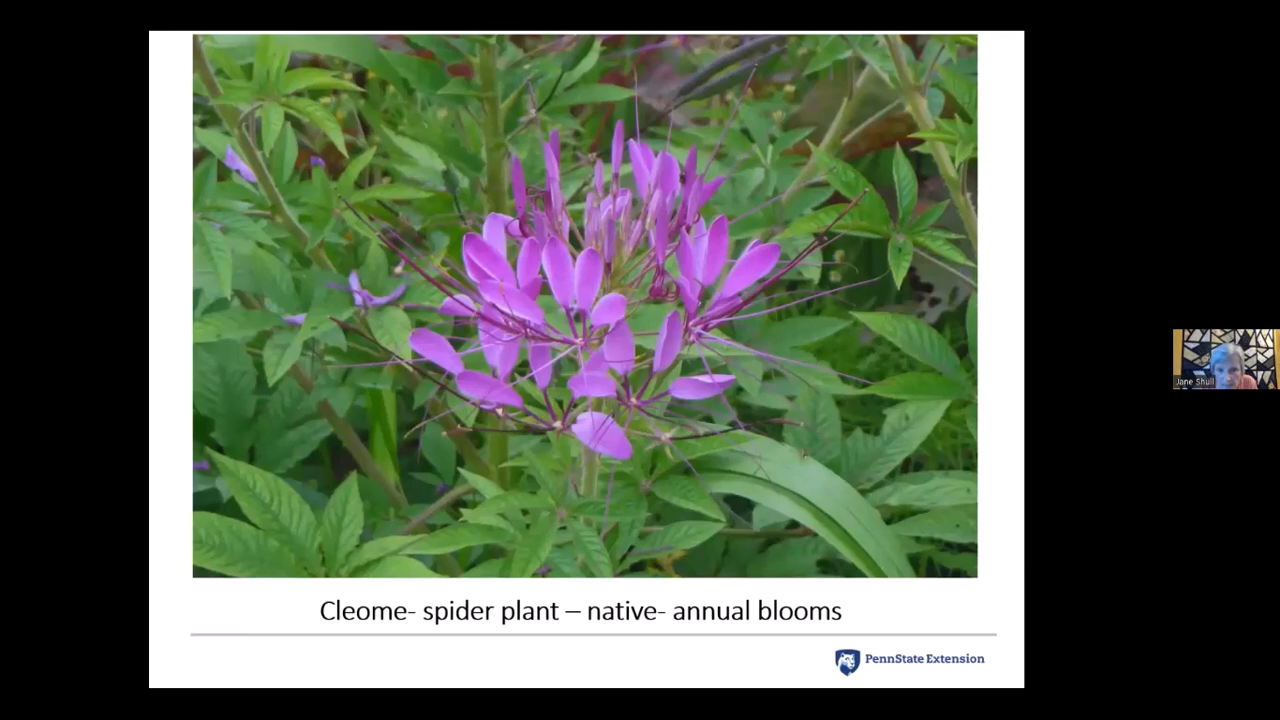 Cleome- spider plant – native- annual blooms
PennState Extension
Jane Shull